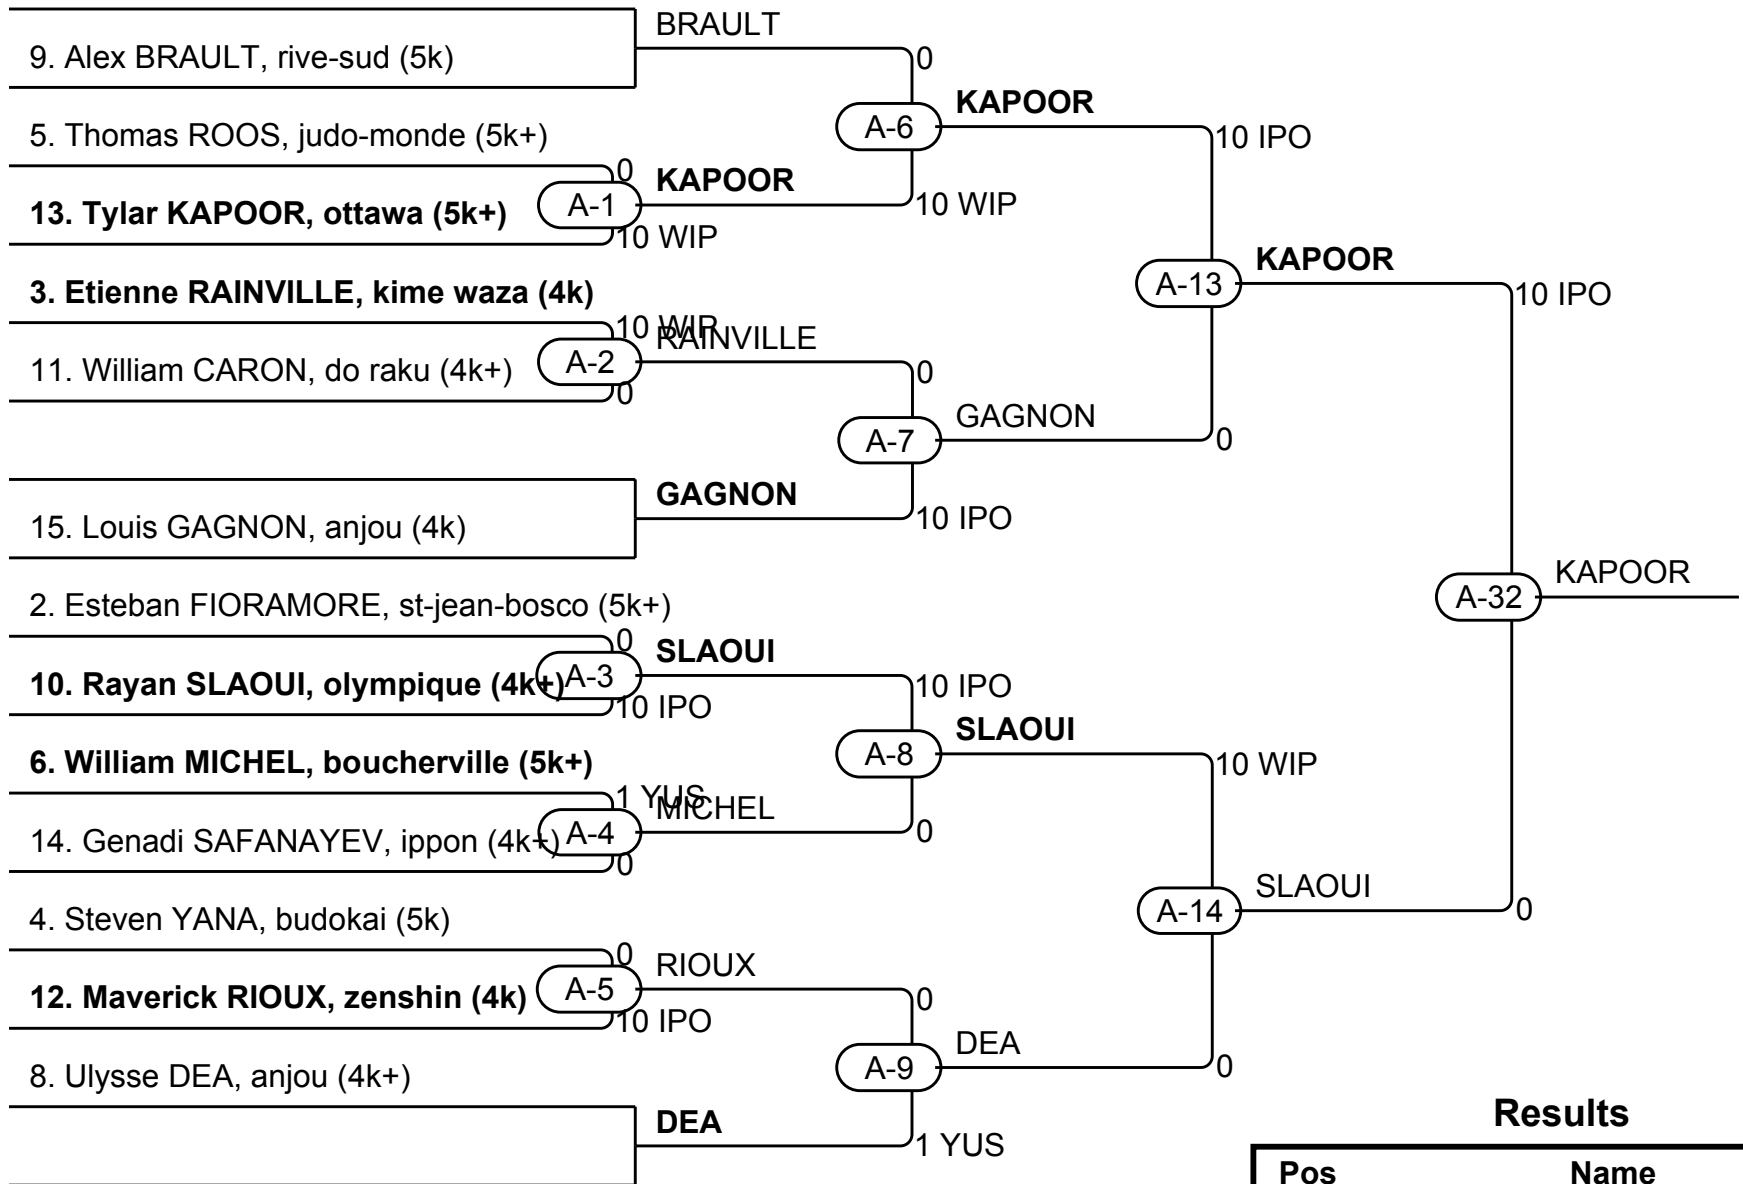 BRAULT
9. Alex BRAULT, rive-sud (5k)
0
KAPOOR
A-6
10 IPO
5. Thomas ROOS, judo-monde (5k+)
0
KAPOOR
13. Tylar KAPOOR, ottawa (5k+)
A-1
10 WIP
10 WIP
3. Etienne RAINVILLE, kime waza (4k)
KAPOOR
A-13
10 IPO
10 WIP
RAINVILLE
11. William CARON, do raku (4k+)
A-2
0
0
GAGNON
A-7
0
GAGNON
15. Louis GAGNON, anjou (4k)
10 IPO
KAPOOR
A-32
2. Esteban FIORAMORE, st-jean-bosco (5k+)
0
SLAOUI
10. Rayan SLAOUI, olympique (4k+)
A-3
10 IPO
10 IPO
SLAOUI
6. William MICHEL, boucherville (5k+)
A-8
10 WIP
1 YUS
MICHEL
14. Genadi SAFANAYEV, ippon (4k+)
A-4
0
0
SLAOUI
A-14
0
4. Steven YANA, budokai (5k)
0
RIOUX
12. Maverick RIOUX, zenshin (4k)
A-5
0
10 IPO
DEA
8. Ulysse DEA, anjou (4k+)
A-9
0
DEA
1 YUS
Results
Pos Name